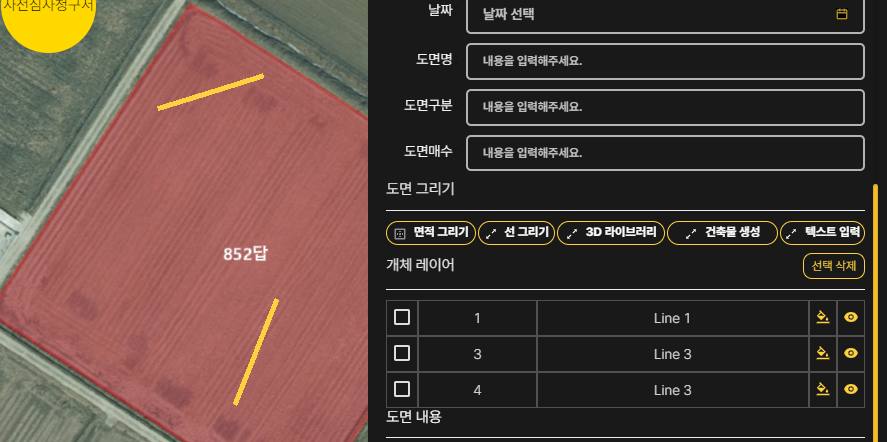 사전심사청구서
날짜
날짜 선택
도면명
내용을 입력해주세요.
도면구분
내용을 입력해주세요.
도면매수
내용을 입력해주세요.
도면 그리기
면적 그리기
선 그리기
3D 라이브러리
건축물 생성
텍스트 입력
852답
개체 레이어
선택 삭제
1
Line 1
3
Line 3
4
Line 3
도면 내용